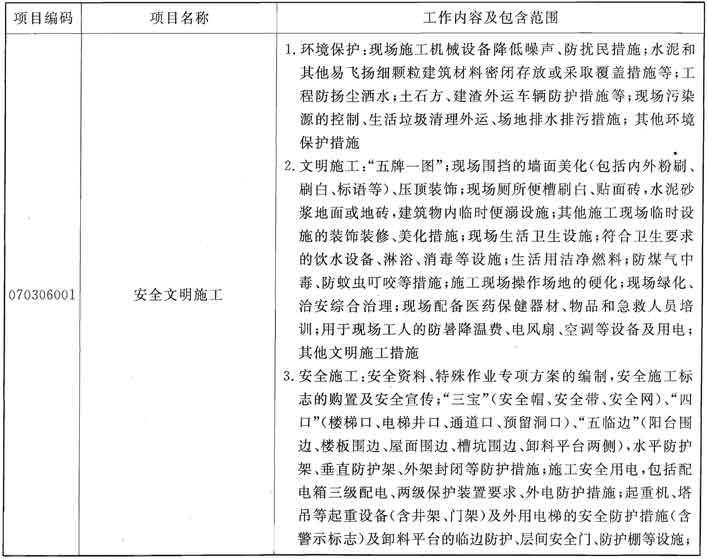 项目编码 项目名称 工作内容及包含范围
1. 环境保护:现场施工机械设备降低噪声、防扰民措施;水泥和
其他易飞扬细颗粒建筑材料密闭存放或采取覆盖措施等;工
程防扬尘洒水;土石方、建渣外运车辆防护措施等;现场污染
源的控制、生活垃圾清理外运、场地排水排污措施;其他环境
保护措施
2. 文明施工:“五牌一图”;现场围挡的墙面美化(包括内外粉刷、
刷白、标语等)、压顶装饰;现场厕所便槽刷白、贴面砖,水泥砂
浆地面或地砖,建筑物内临时便溺设施;其他施工现场临时设
施的装饰装修、美化措施;现场生活卫生设施;符合卫生要求
的饮水设备、淋浴、消毒等设施;生活用洁净燃料;防煤气中
毒、防蚊虫叮咬等措施;施工现场操作场地的硬化;现场绿化、
070306001 安全文明施工
治安综合治理;现场配备医药保健器材、物品和急救人员培
训;用于现场工人的防暑降温费、电风扇、空调等设备及用电;
其他文明施工措施
3. 安全施工:安全资料、特殊作业专项方案的编制,安全施工标
志的购置及安全宣传;“三宝”(安全帽、安全带、安全网)、“四
口”(楼梯口、电梯井口、通道口、预留洞口)、“五临边”(阳台围
边、楼板围边、屋面围边、槽坑围边、卸料平台两侧),水平防护
架、垂直防护架、外架封闭等防护措施;施工安全用电,包括配
电箱三级配电、两级保护装置要求、外电防护措施;起重机、塔
吊等起重设备(含井架、门架)及外用电梯的安全防护措施(含
警示标志)及卸料平台的临边防护、层间安全门、防护棚等设施;